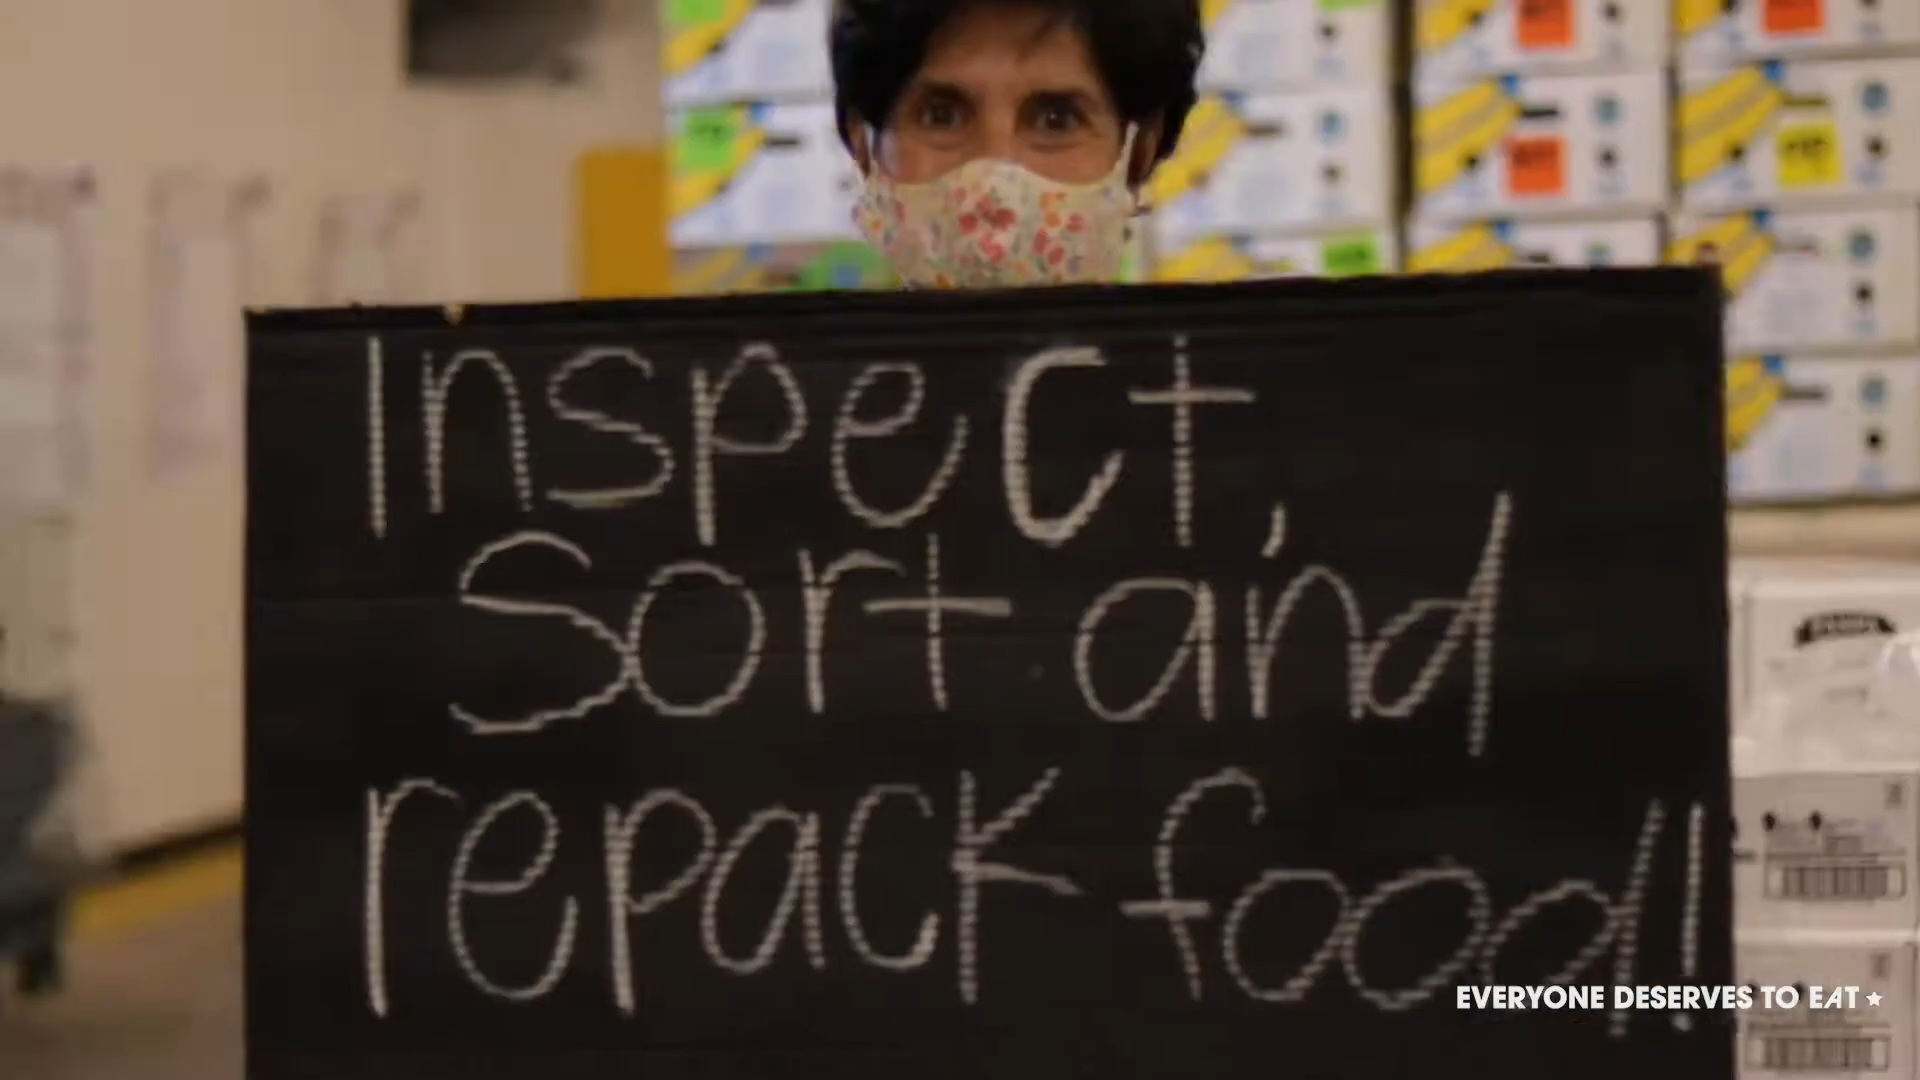 Inspect,
Sort and
repack food!
EVERYONE DESERVES TO EAT